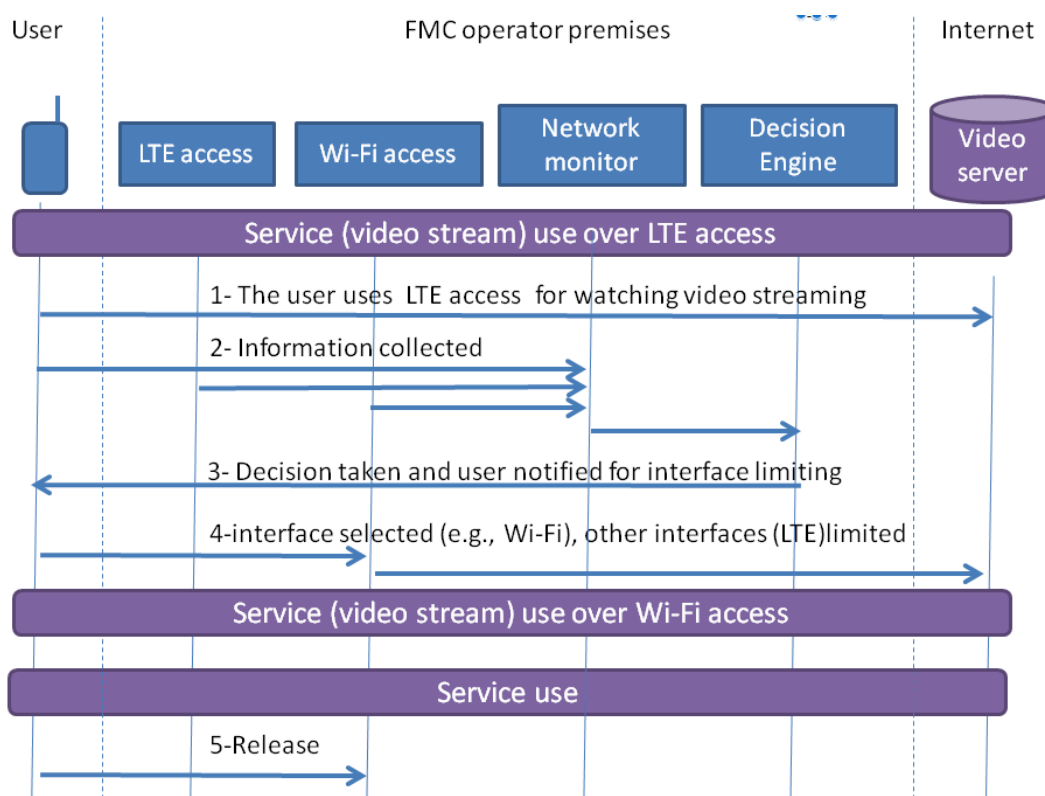 User
FMC operator premises
Internet
LTE access
Wi-Fi access
Network
monitor
Decision
Engine
Video
server
Service (video stream) use over LTE access
1- The user uses LTE access for watching video streaming
2- Information collected
3- Decision taken and user notified for interface limiting
4-interface selected (e.g., Wi-Fi), other interfaces (LTE)limited
Service (video stream) use over Wi-Fi access
Service use
5-Release